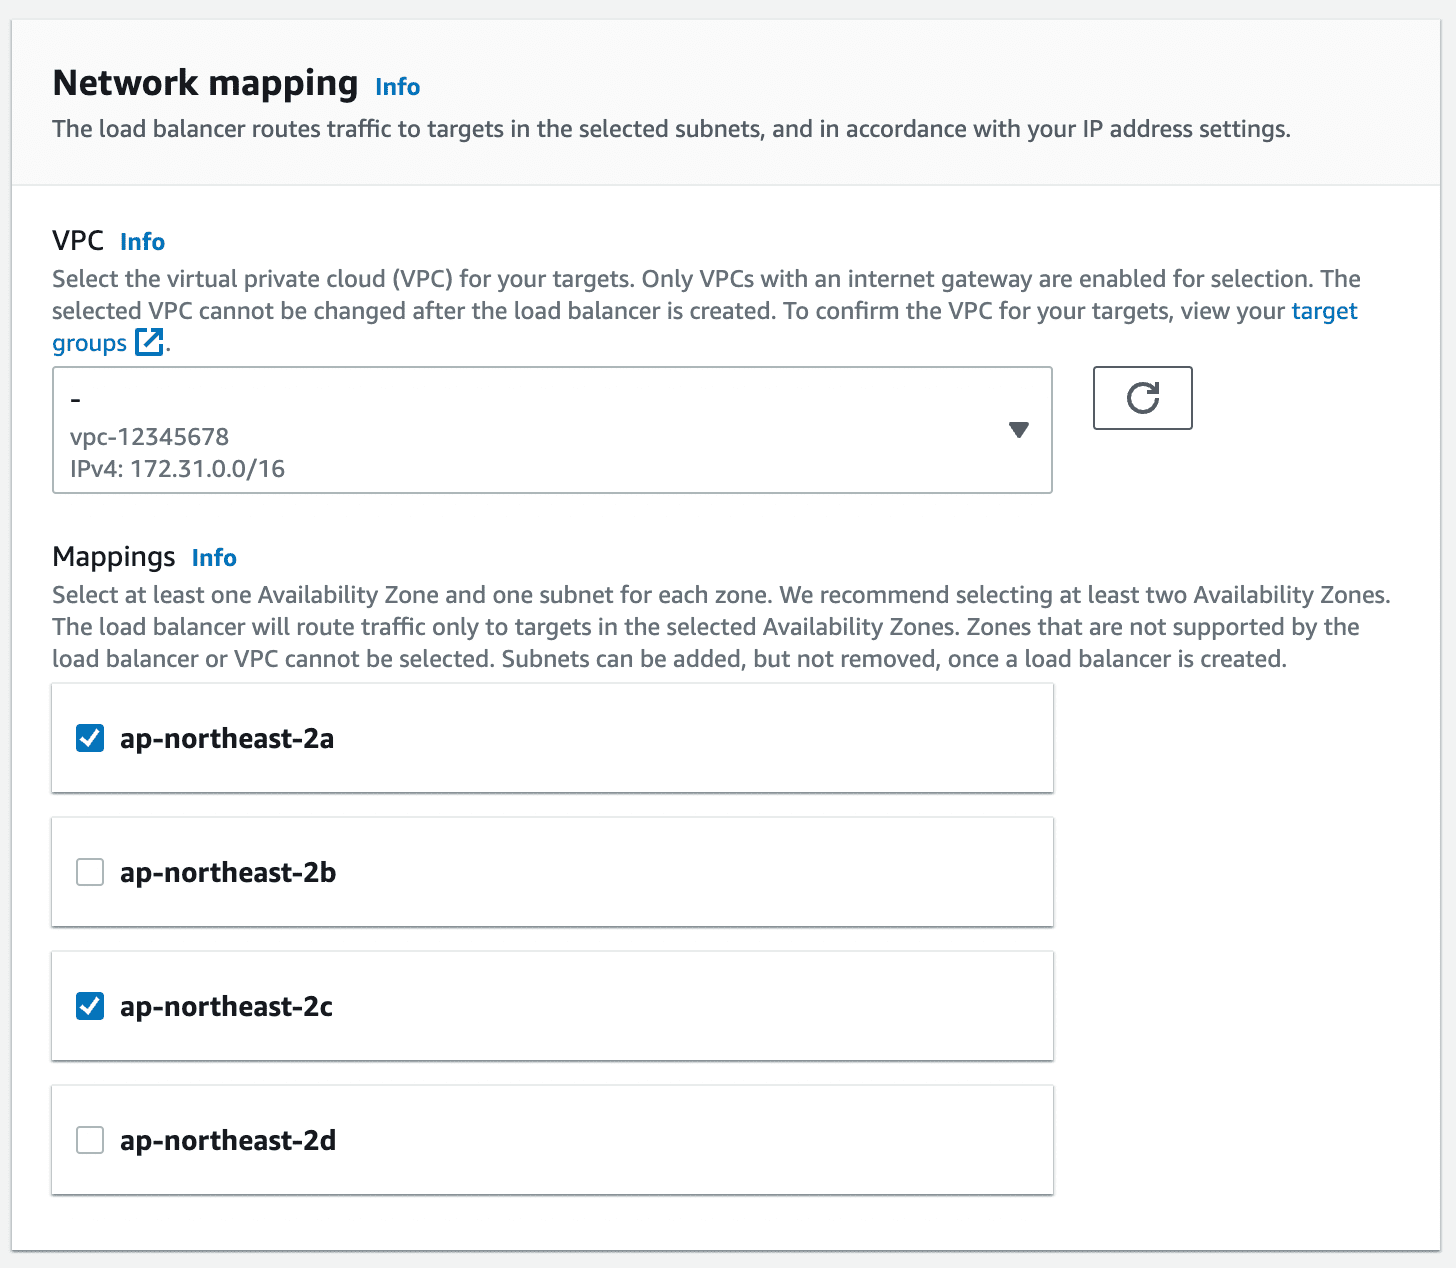 Network mapping Info
The load balancer routes traffic to targets in the selected subnets, and in accordance with your IP address settings.
VPC Info
Select the virtual private cloud (VPC) for your targets. Only VPCs with an internet gateway are enabled for selection. The
selected VPC cannot be changed after the load balancer is created. To confirm the VPC for your targets, view your target
groups .
-
vpc-12345678
IPv4: 172.31.0.0/16
Mappings Info
Select at least one Availability Zone and one subnet for each zone. We recommend selecting at least two Availability Zones.
The load balancer will route traffic only to targets in the selected Availability Zones. Zones that are not supported by the
load balancer or VPC cannot be selected. Subnets can be added, but not removed, once a load balancer is created.
ap-northeast-2a
ap-northeast-2b
ap-northeast-2c
ap-northeast-2d